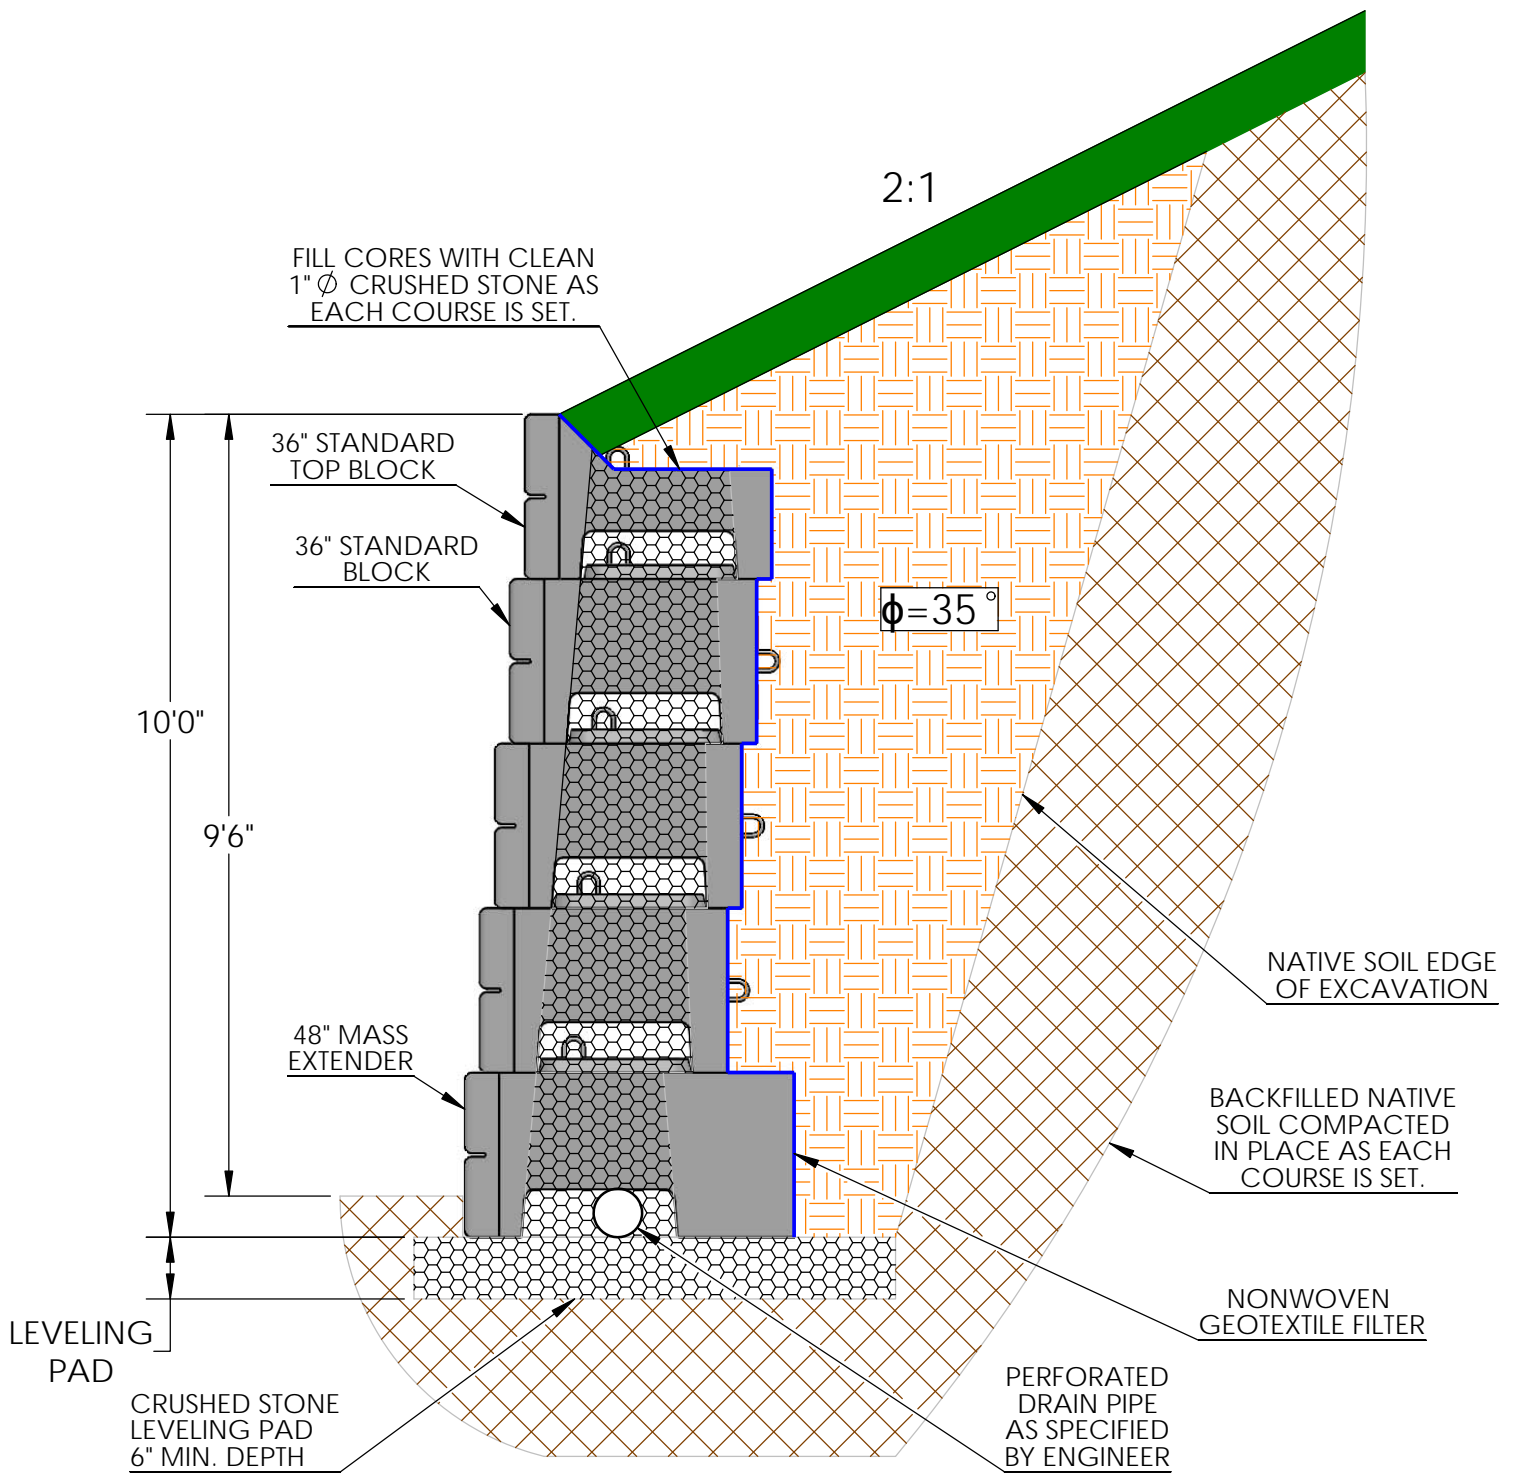 2:1
FILL CORES WITH CLEAN
1"Ø CRUSHED STONE AS
EACH COURSE IS SET.
36" STANDARD
TOP BLOCK
36" STANDARD
BLOCK
ϕ=35°
10'0"
9'6"
NATIVE SOIL EDGE
OF EXCAVATION
48" MASS
EXTENDER
BACKFILLED NATIVE
SOIL COMPACTED
IN PLACE AS EACH
COURSE IS SET.
NONWOVEN
GEOTEXTILE FILTER
LEVELING
PAD
CRUSHED STONE
LEVELING PAD
6" MIN. DEPTH
PERFORATED
DRAIN PIPE
AS SPECIFIED
BY ENGINEER